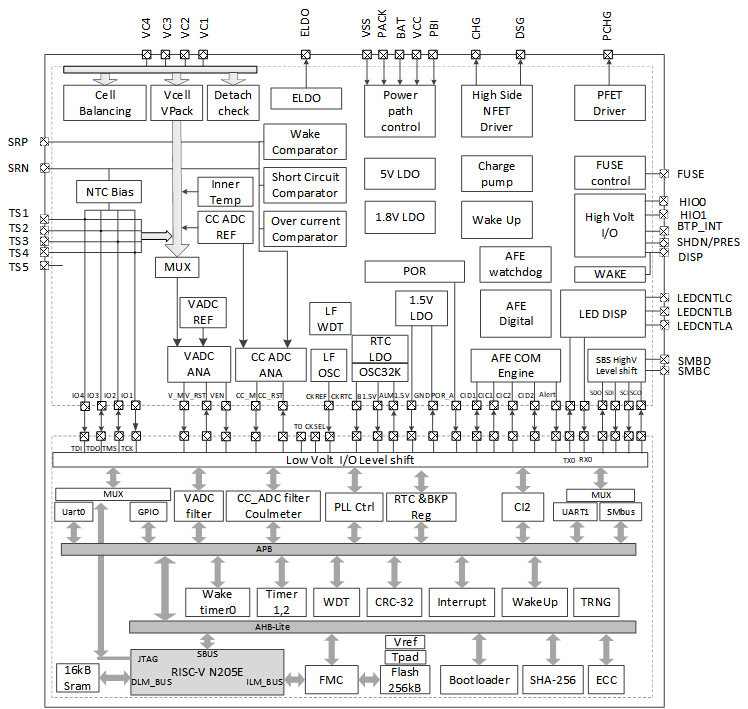 VC4
VC3
VC2
VC1
ELDO
VSS
PACK
BAT
VCC
PBI
CHG
DSG
PCHG
Cell
Balancing
Vcell
VPack
Detach
check
ELDO
Power
path
control
High Side
NFET
Driver
PFET
Driver
SRP
SRN
TS1
TS2
TS3
TS4
TS5
NTC Bias
Wake
Comparator
Short Circuit
Comparator
Over current
Comparator
Inner
Temp
CC ADC
REF
5V LDO
1.8V LDO
Charge
pump
Wake Up
FUSE
control
High Volt
I/O
WAKE
FUSE
HIO0
HIO1
BTP_INT
SHDN/PRES
DISP
MUX
POR
AFE
watchdog
VADC
REF
LF
WDT
1.5V
LDO
AFE
Digital
LED DISP
LEDCNTLC
LEDCNTLB
LEDCNTLA
VADC
ANA
CC ADC
ANA
LF
OSC
RTC
LDO
OSC32K
AFE COM
Engine
SBS HighV
Level shift
SMBD
SMBC
IO4
IO3
IO2
IO1
V_M
V_RST
VEN
CC_M
CC_RST
CKREF
CKRTC
B1.5V
ALM
1.5V
GND
POR_A
CID1
CIC1
CIC2
CID2
Alert
SDO
SDI
SCI
SCO
TDI
TDO
TMS
TCK
TO
CKSEL
TX0
RX0
Low Volt I/O Level shift
MUX
Uart0
GPIO
VADC
filter
CC_ADC filter
Coulmeter
PLL Ctrl
RTC &BKP
Reg
CI2
MUX
UART1
SMbus
APB
Wake
timer0
Timer
1,2
WDT
CRC-32
Interrupt
WakeUp
TRNG
AHB-Lite
JTAG
SBUS
RISC-V N205E
DLM_BUS
ILM_BUS
16kB
Sram
FMC
Vref
Tpad
Flash
256kB
Bootloader
SHA-256
ECC